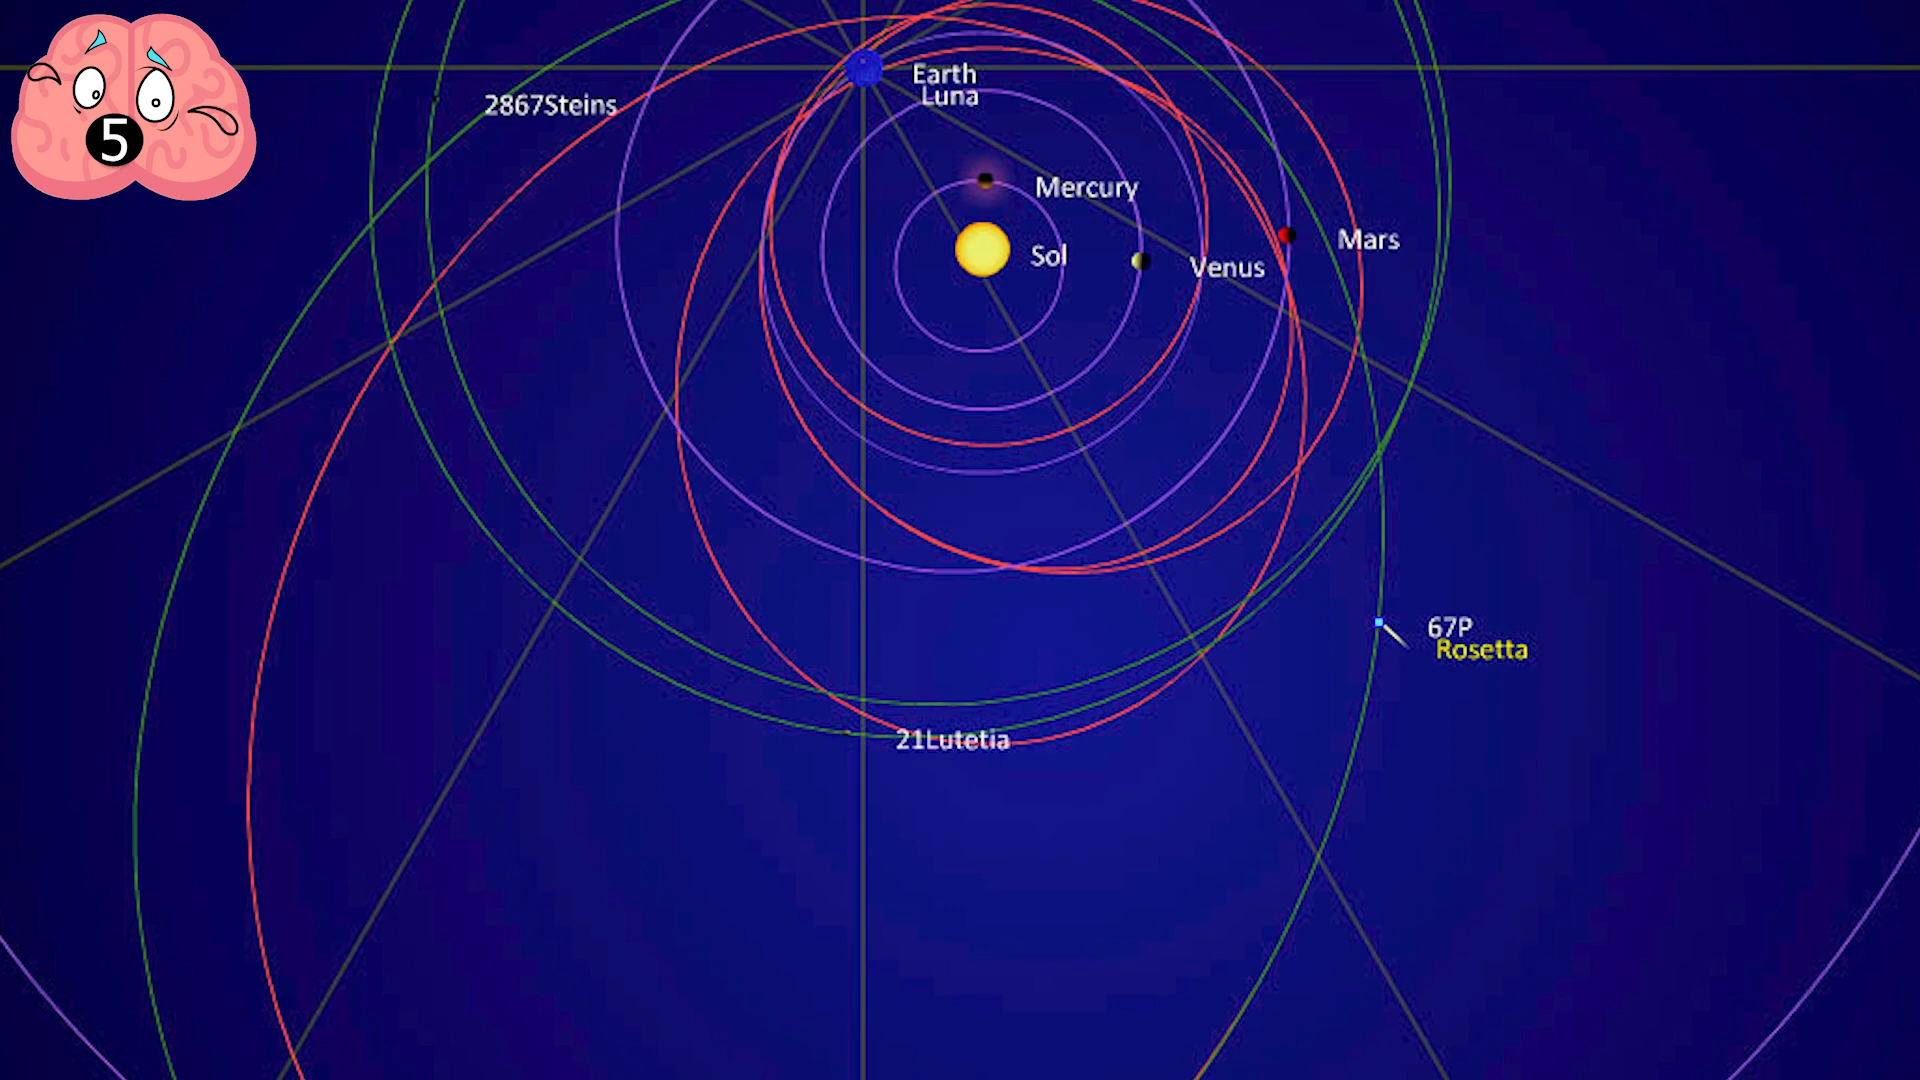 5
Earth
Luna
2867Steins
Mercury
Mars
Sol
Venus
67P
Rosetta
21Lutetia